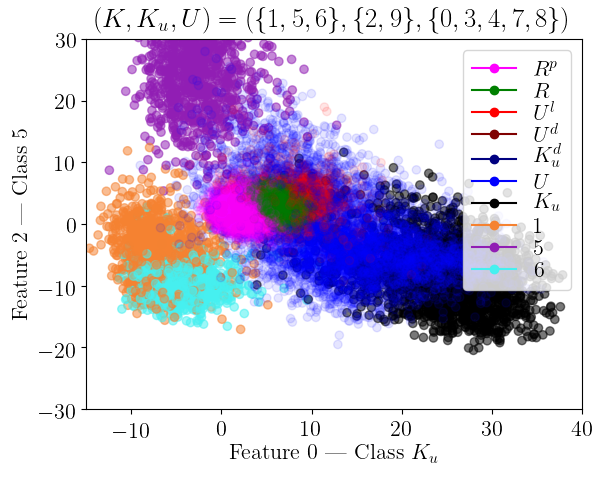 (K, K_u, U) = ({1, 5, 6}, {2, 9}, {0, 3, 4, 7, 8})
30
20
10
0
−10
−20
−30
Feature 2 — Class 5
R^p
R
U^l
U^d
K_u^d
U
K_u
1
5
6
−10
0
10
20
30
40
Feature 0 — Class K_u